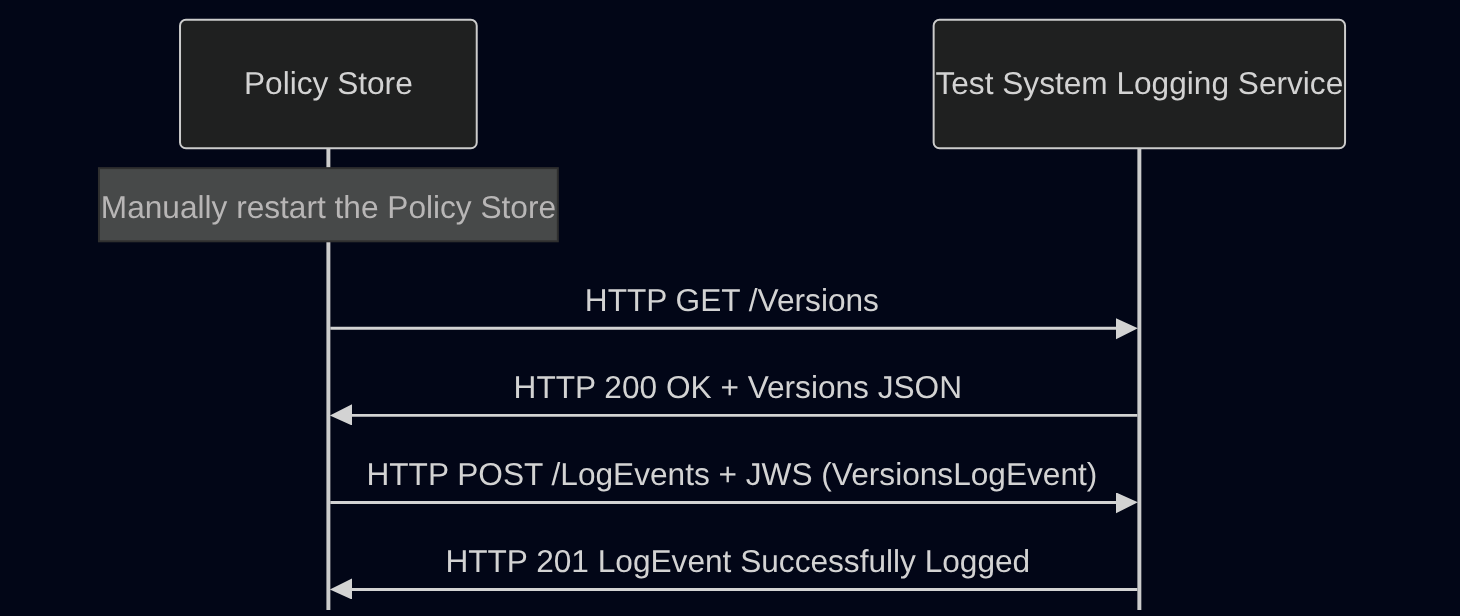 Policy Store
Test System Logging Service
Manually restart the Policy Store
HTTP GET /Versions
HTTP 200 OK + Versions JSON
HTTP POST /LogEvents + JWS (VersionsLogEvent)
HTTP 201 LogEvent Successfully Logged